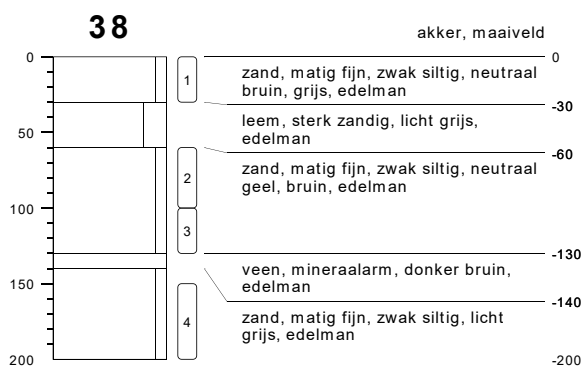 38
akker, maaiveld
0
0
zand, matig fijn, zwak siltig, neutraal
bruin, grijs, edelman
1
-30
leem, sterk zandig, licht grijs,
edelman
50
-60
zand, matig fijn, zwak siltig, neutraal
geel, bruin, edelman
2
100
3
-130
veen, mineraalarm, donker bruin,
edelman
150
-140
zand, matig fijn, zwak siltig, licht
grijs, edelman
4
200
-200